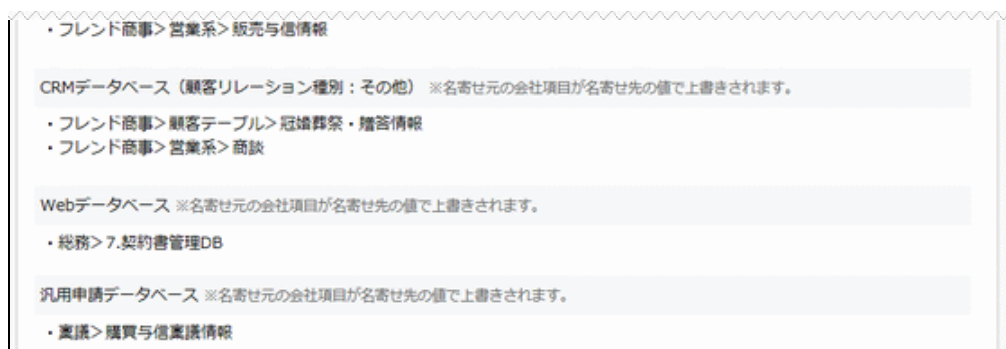 ・フレンド商事>営業系>販売与信情報
CRMデータベース（顧客リレーション種別：その他） ※名寄せ元の会社項目が名寄せ先の値で上書きされます。
・フレンド商事>顧客テーブル>冠婚葬祭・贈答情報
・フレンド商事>営業系>商談
Webデータベース ※名寄せ元の会社項目が名寄せ先の値で上書きされます。
・総務>7.契約書管理DB
汎用申請データベース ※名寄せ元の会社項目が名寄せ先の値で上書きされます。
・稟議>購買与信稟議情報